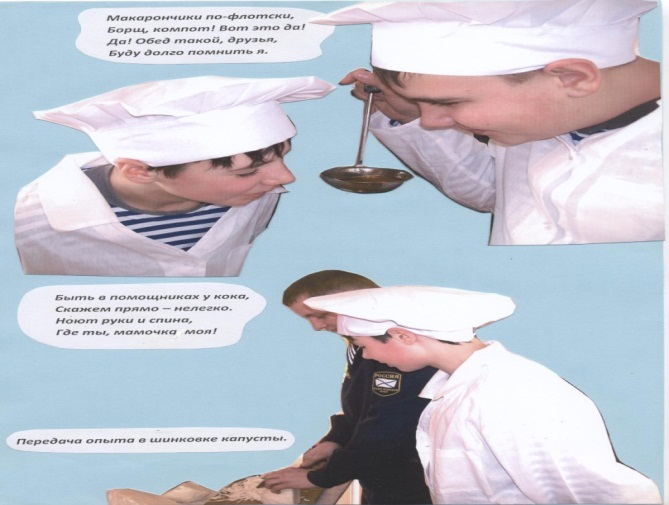 Макарончики по-флотски,
Борщ, компот! Вот это да!
Да! Обед такой, друзья,
Буду долго помнить я.
Быть в помощниках у кока,
Скажем прямо – нелегко.
Ноют руки и спина,
Где ты, мамочка моя!
РОССИЯ
Передача опыта в шинковке капусты.